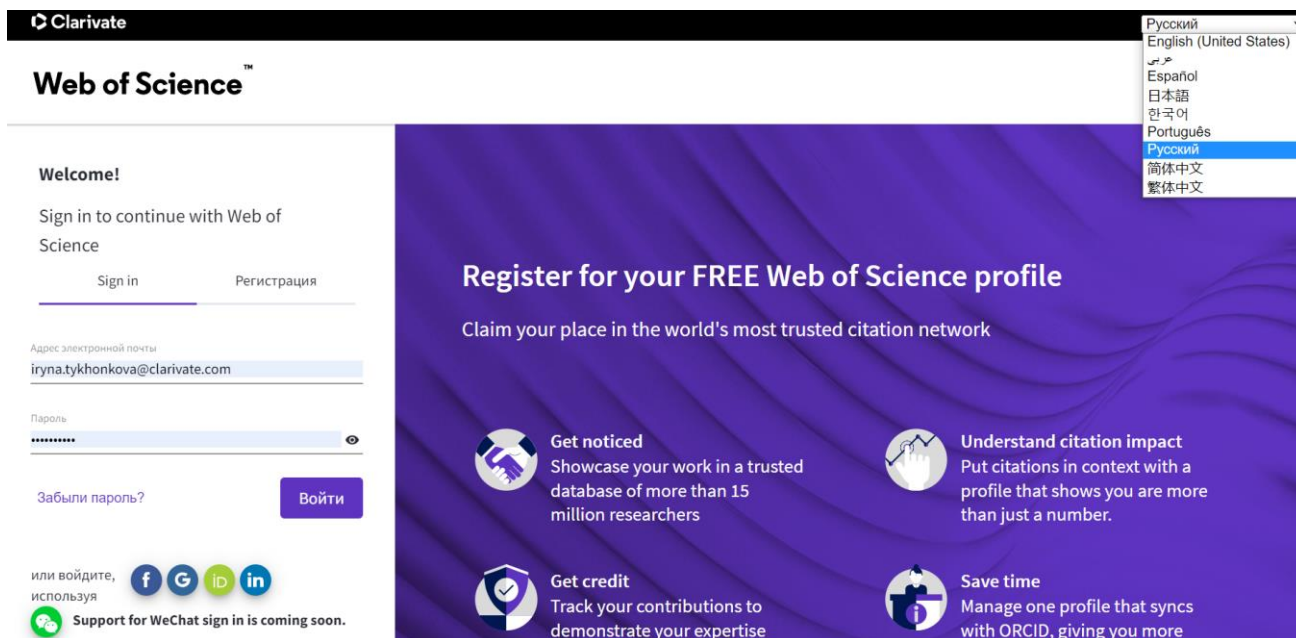 Clarivate
Русский
English (United States)
عربي
Español
日本語
한국어
Português
Русский
简体中文
繁体中文
Web of Science™
Welcome!
Sign in to continue with Web of
Science
Sign in
Регистрация
Адрес электронной почты
iryna.tykhonkova@clarivate.com
Пароль
••••••••••
Забыли пароль?
Войти
или войдите,
используя
f G iD in
Support for WeChat sign in is coming soon.
Register for your FREE Web of Science profile
Claim your place in the world's most trusted citation network
Get noticed
Showcase your work in a trusted
database of more than 15
million researchers
Understand citation impact
Put citations in context with a
profile that shows you are more
than just a number.
Get credit
Track your contributions to
demonstrate your expertise
Save time
Manage one profile that syncs
with ORCID, giving you more